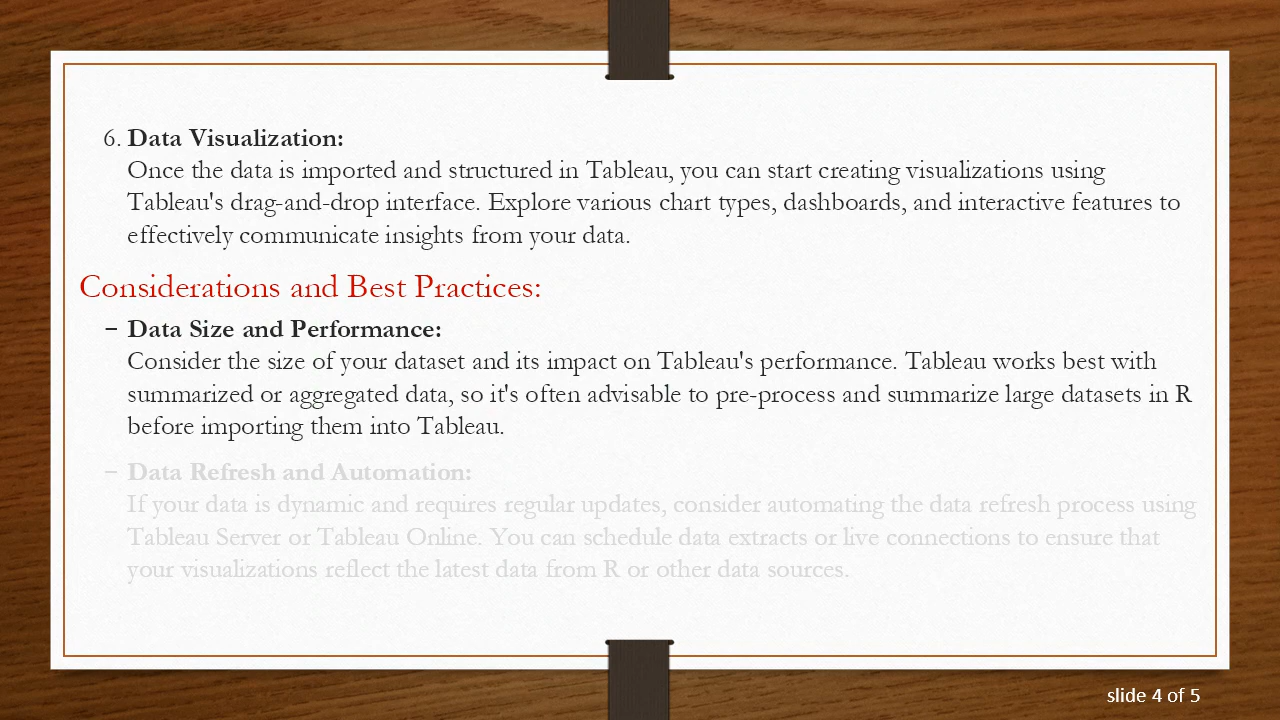 6. Data Visualization:
Once the data is imported and structured in Tableau, you can start creating visualizations using
Tableau's drag-and-drop interface. Explore various chart types, dashboards, and interactive features to
effectively communicate insights from your data.
Considerations and Best Practices:
– Data Size and Performance:
Consider the size of your dataset and its impact on Tableau's performance. Tableau works best with
summarized or aggregated data, so it's often advisable to pre-process and summarize large datasets in R
before importing them into Tableau.
– Data Refresh and Automation:
If your data is dynamic and requires regular updates, consider automating the data refresh process using
Tableau Server or Tableau Online. You can schedule data extracts or live connections to ensure that
your visualizations reflect the latest data from R or other data sources.
slide 4 of 5